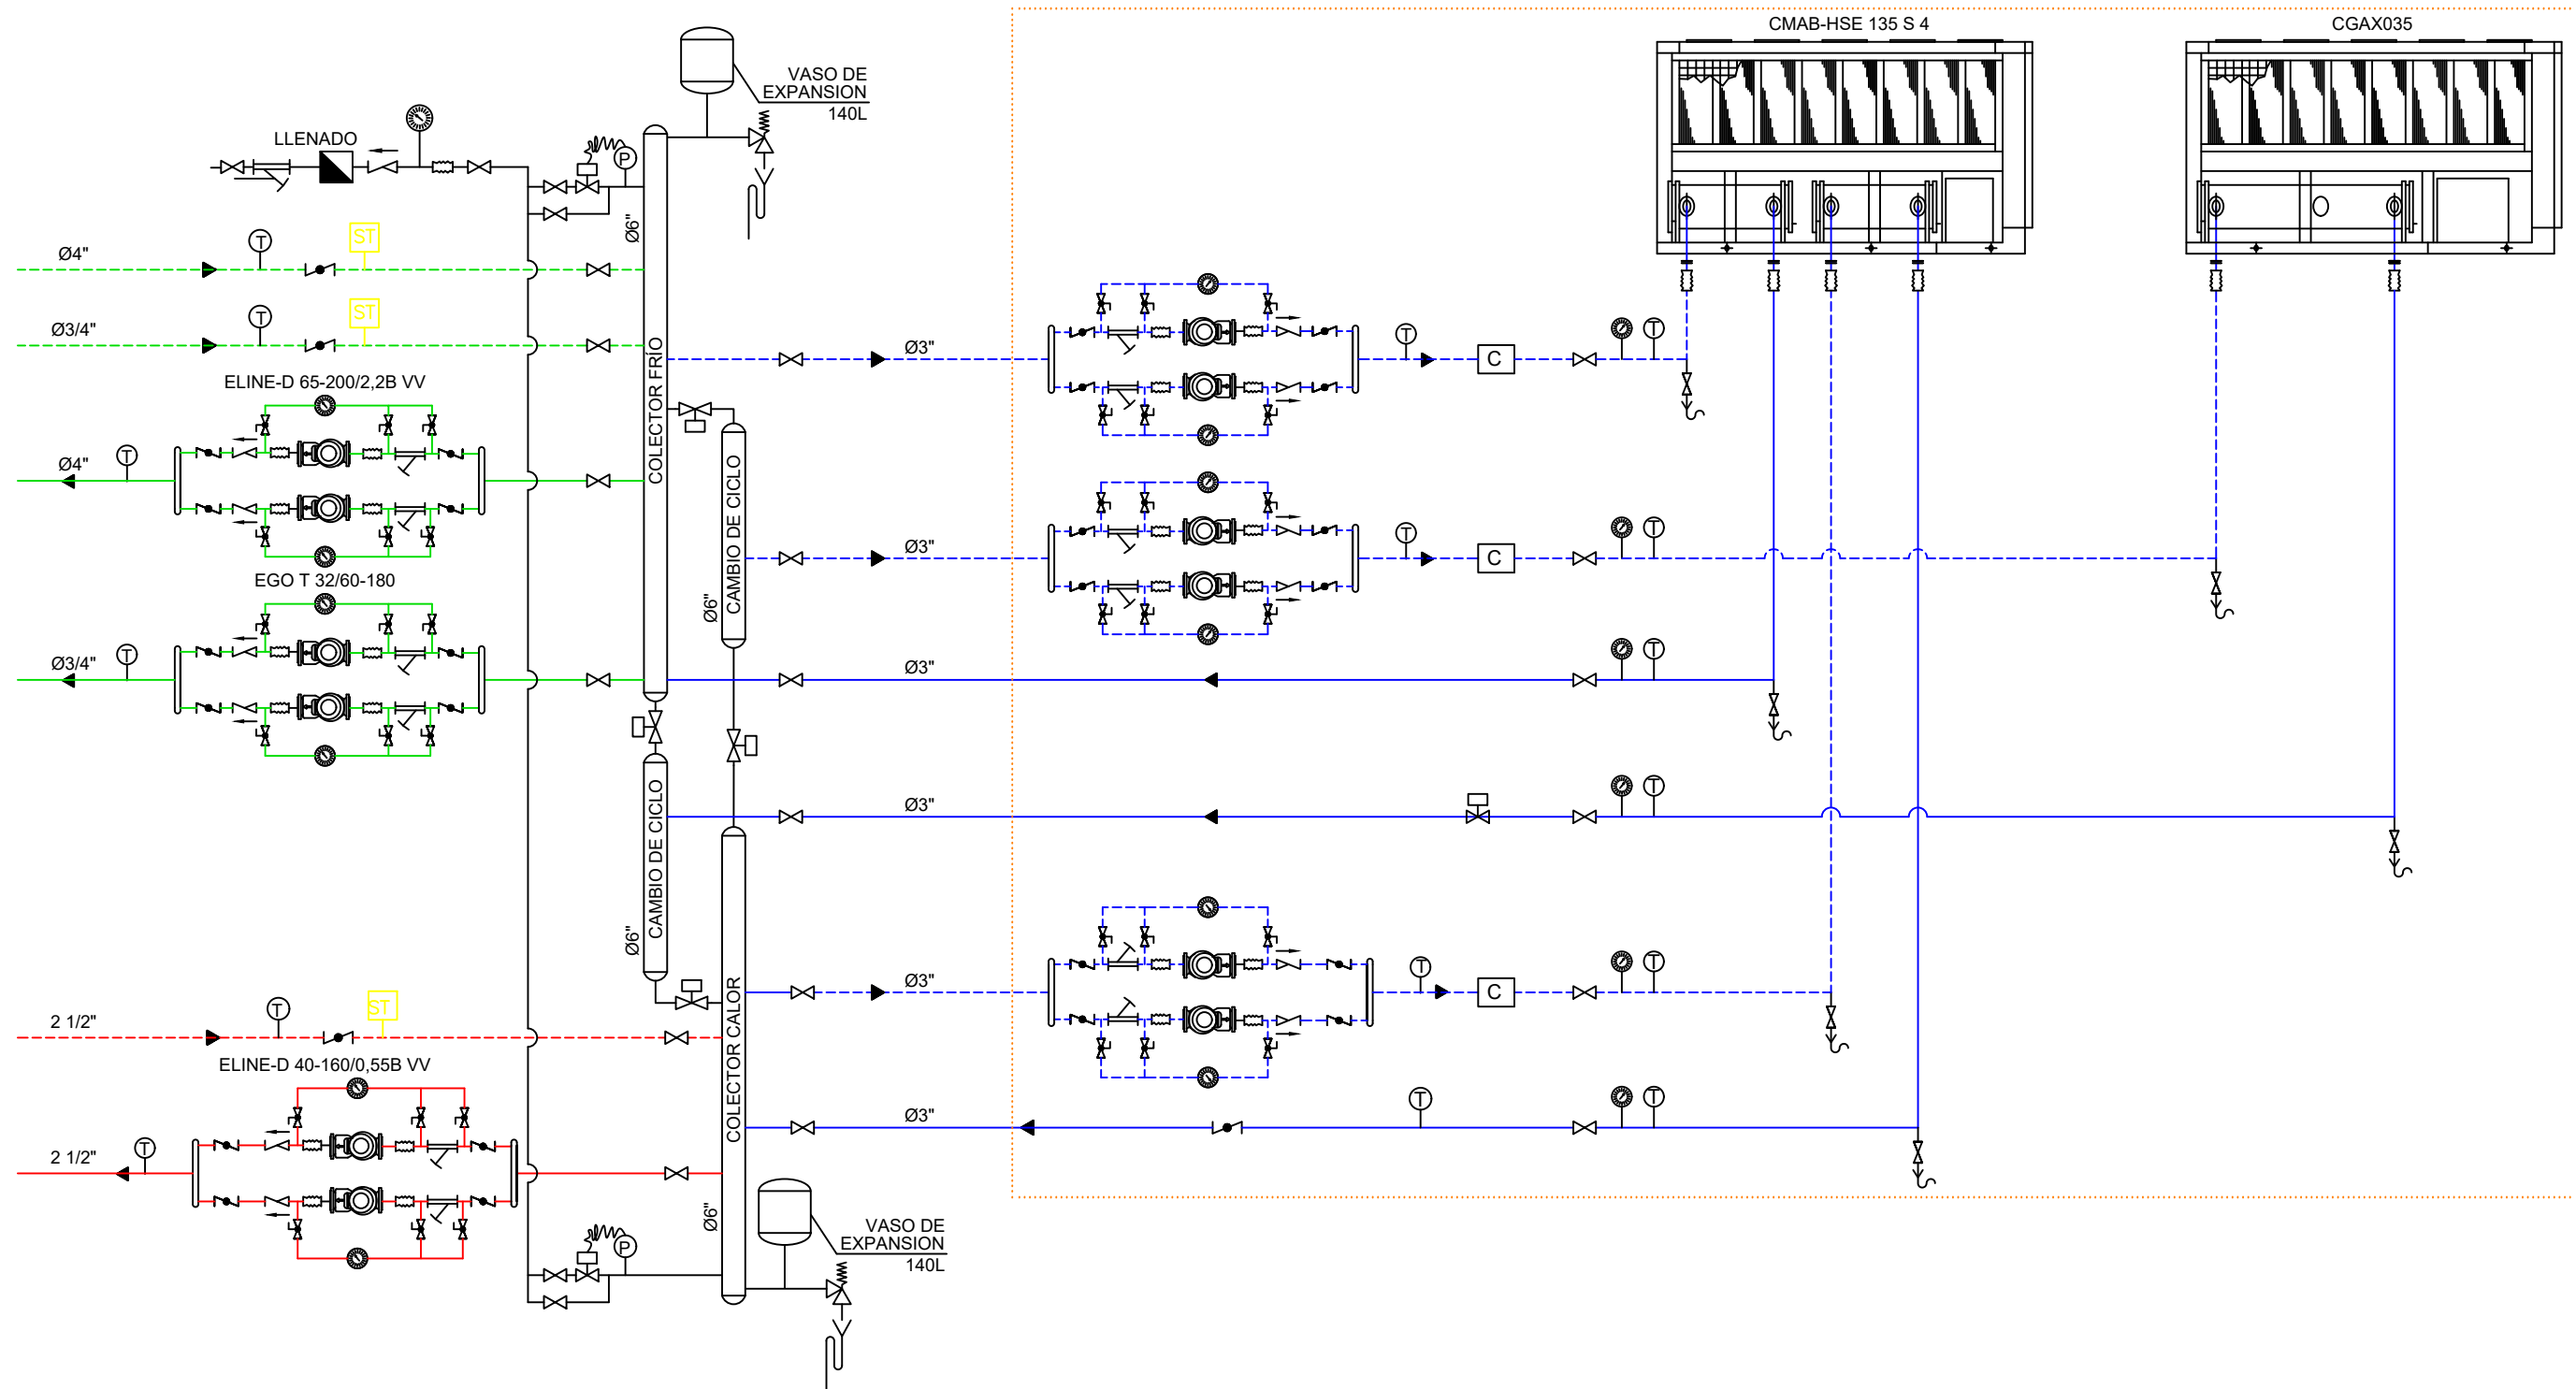 CMAB-HSE 135 S 4
CGAX035
VASO DE
EXPANSION
140L
LLENADO
P
Ø6"
COLECTOR FRÍO
Ø4"
T
ST
Ø3/4"
T
ST
ELINE-D 65-200/2,2B VV
Ø4"
T
EGO T 32/60-180
Ø3/4"
T
CAMBIO DE CICLO
Ø6"
Ø3"
T
C
T
Ø3"
T
C
T
Ø3"
T
Ø3"
T
CAMBIO DE CICLO
Ø6"
COLECTOR CALOR
Ø6"
Ø3"
T
C
T
Ø3"
T
T
2 1/2"
T
ST
ELINE-D 40-160/0,55B VV
2 1/2"
T
P
VASO DE
EXPANSION
140L